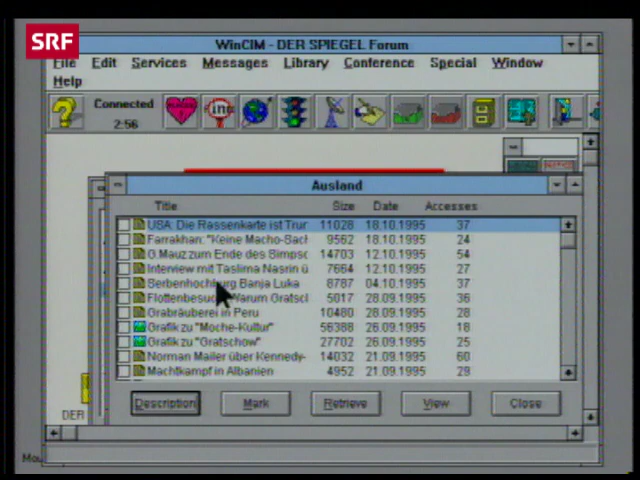 SRF
WinCIM - DER SPIEGEL Forum
File Edit Services Messages Library Conference Special Window
Help
Connected
2:56
Ausland
Title Size Date Accesses
USA: Die Rassenkarte ist Trur 11028 18.10.1995 37
Farrakhan: "Keine Macho-Sach 9562 18.10.1995 24
G.Mauz zum Ende des Simpso 14703 12.10.1995 54
Interview mit Taslima Nasrin ü 7664 12.10.1995 27
Serbenhochburg Banja Luka 8787 04.10.1995 37
Flottenbesuch: Warum Gratscl 5017 28.09.1995 36
Grabräuberei in Peru 10480 28.09.1995 28
Grafik zu "Moche-Kultur" 56388 26.09.1995 18
Grafik zu "Gratschow" 27702 26.09.1995 25
Norman Mailer über Kennedy- 14032 21.09.1995 60
Machtkampf in Albanien 4952 21.09.1995 29
Description Mark Retrieve View Close
DER
Mou